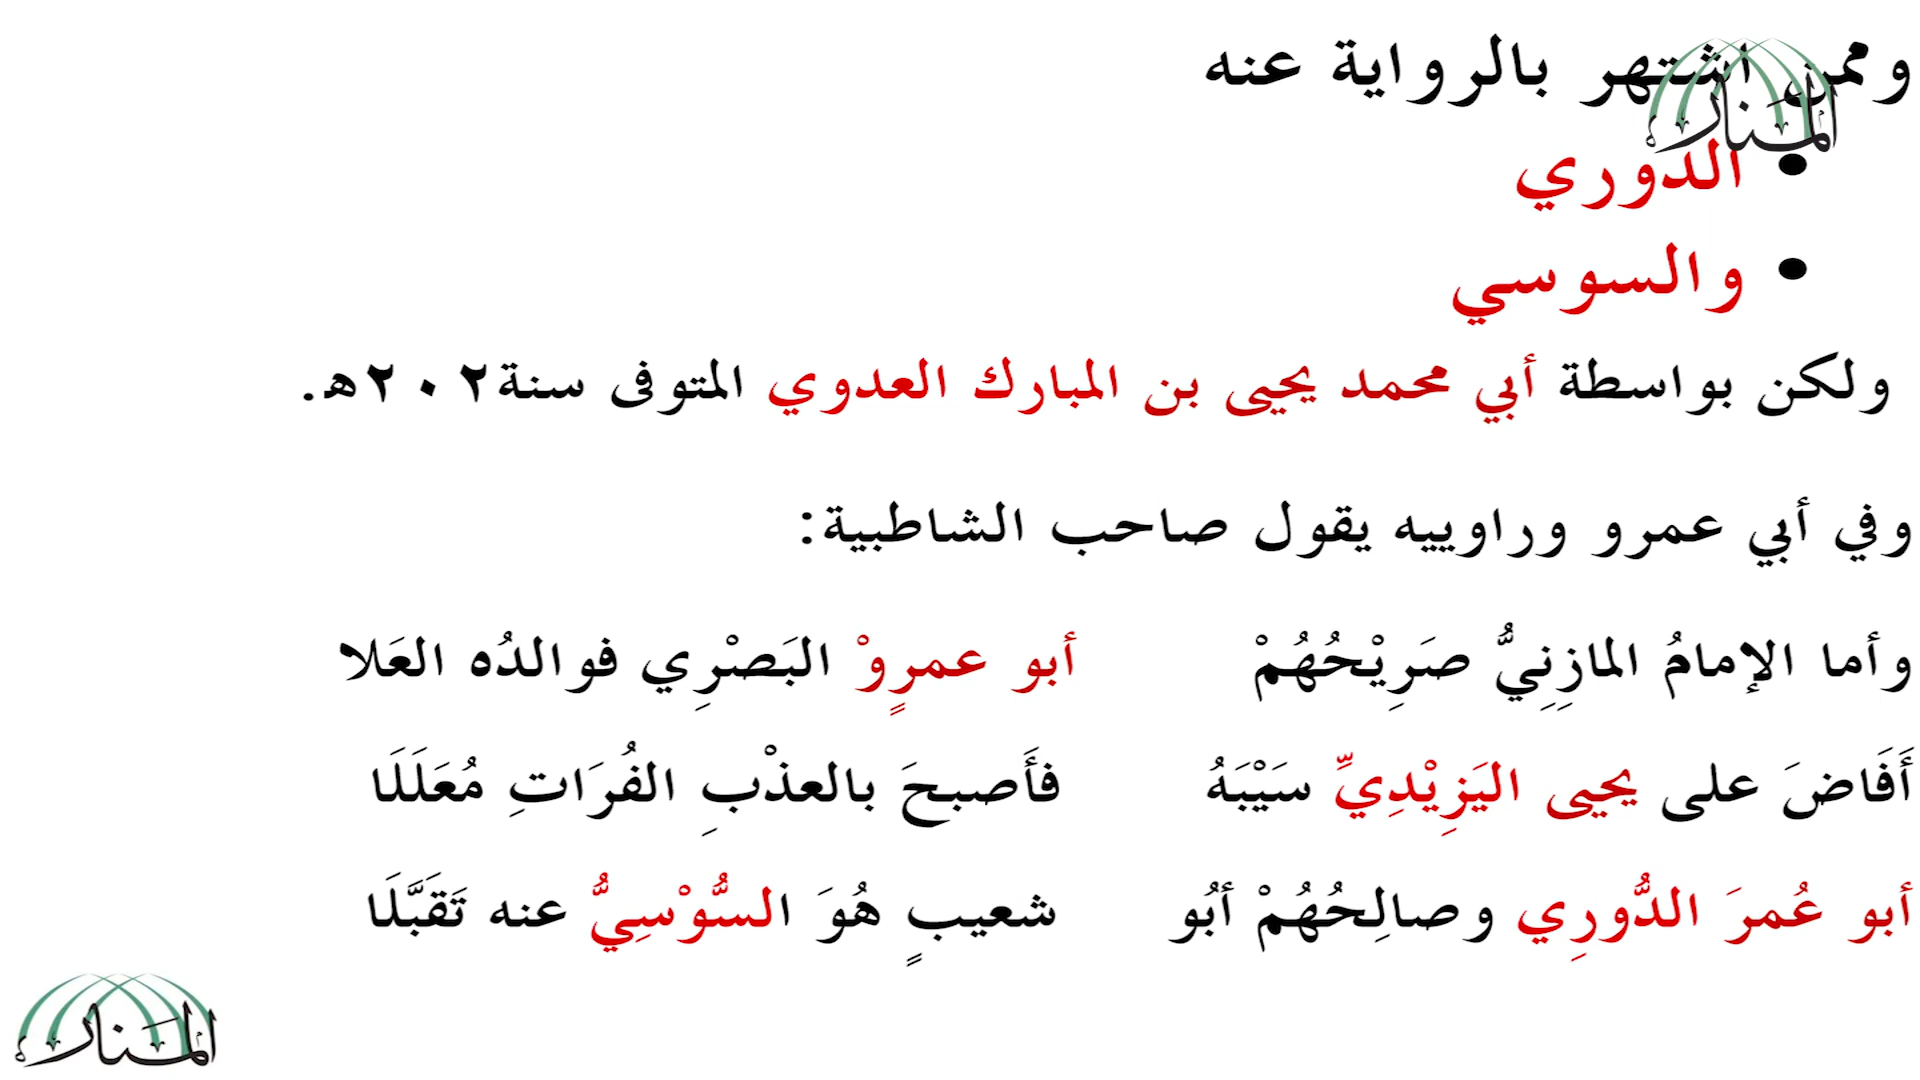 وممن اشتهر بالرواية عنه
المنار
• الدوري
• والسوسي
ولكن بواسطة أبي محمد يحيى بن المبارك العدوي المتوفى سنة٢٠٢هـ.
وفي أبي عمرو وراوييه يقول صاحب الشاطبية:
وأما الإمامُ المازِنِيُّ صَرِيْحُهُمْ أبو عمرٍوْ البَصْرِي فوالدُه العَلا
أَفَاضَ على يحيى اليَزِيْدِيِّ سَيْبَهُ فأَصبحَ بالعذْبِ الفُرَاتِ مُعَلَلَا
أبو عُمرَ الدُّورِي وصالِحُهُمْ أبُو شعيبٍ هُوَ السُّوْسِيُّ عنه تَقَبَّلَا
المنار